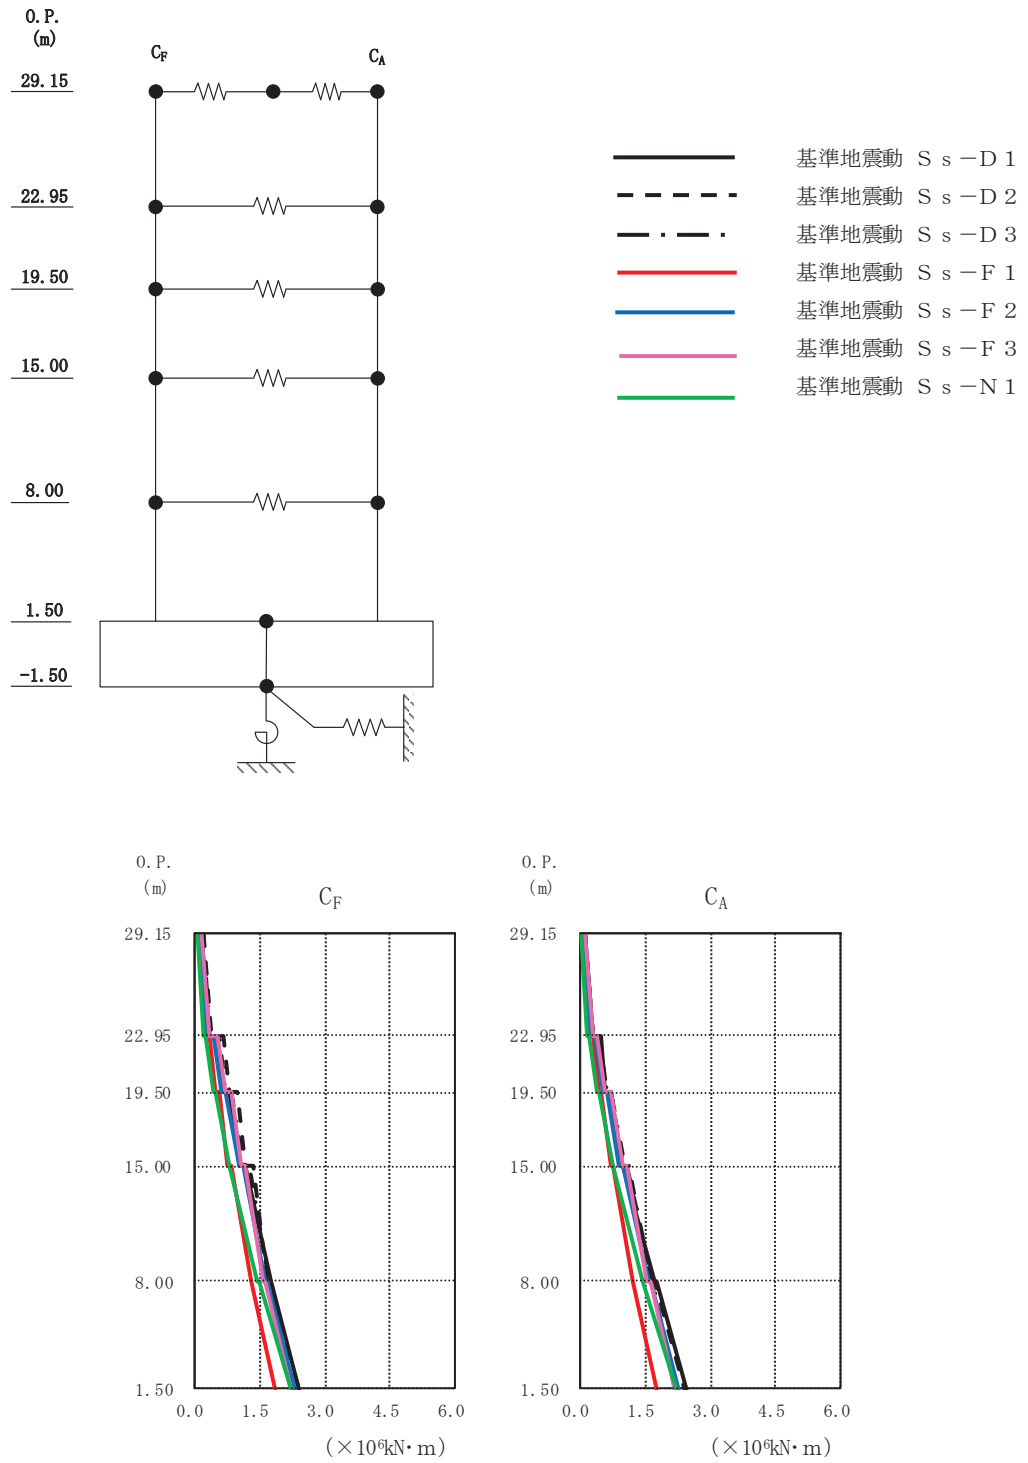 O.P.
(m)
C_F
C_A
29.15
22.95
19.50
15.00
8.00
1.50
-1.50
基準地震動 Ｓｓ－Ｄ１
基準地震動 Ｓｓ－Ｄ２
基準地震動 Ｓｓ－Ｄ３
基準地震動 Ｓｓ－Ｆ１
基準地震動 Ｓｓ－Ｆ２
基準地震動 Ｓｓ－Ｆ３
基準地震動 Ｓｓ－Ｎ１
O.P.
(m)
C_F
29.15
22.95
19.50
15.00
8.00
1.50
0.0 1.5 3.0 4.5 6.0
(×10⁶kN・m)
O.P.
(m)
C_A
29.15
22.95
19.50
15.00
8.00
1.50
0.0 1.5 3.0 4.5 6.0
(×10⁶kN・m)